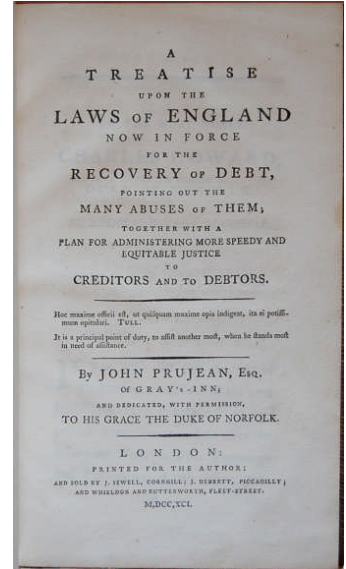 A
TREATISE
UPON THE
LAWS OF ENGLAND
NOW IN FORCE
FOR THE
RECOVERY OF DEBT,
POINTING OUT THE
MANY ABUSES OF THEM;
TOGETHER WITH A
PLAN FOR ADMINISTERING MORE SPEEDY AND
EQUITABLE JUSTICE
TO
CREDITORS AND TO DEBTORS.
Hoc maxime officii est, ut quisquam maxime opis indigeat, ita ei potissi-
mum opitulari. TULL.
It is a principal point of duty, to assist another most, when he stands most
in need of assistance.
By JOHN PRUJEAN, Esq.
Of GRAY's-INN;
AND DEDICATED, WITH PERMISSION,
TO HIS GRACE THE DUKE OF NORFOLK.
LONDON:
PRINTED FOR THE AUTHOR;
AND SOLD BY J. SEWELL, CORNHILL; J. DEBRETT, PICCADILLY;
AND WHIELDON AND BUTTERWORTH, FLEET-STREET.
M,DCC,XCI.